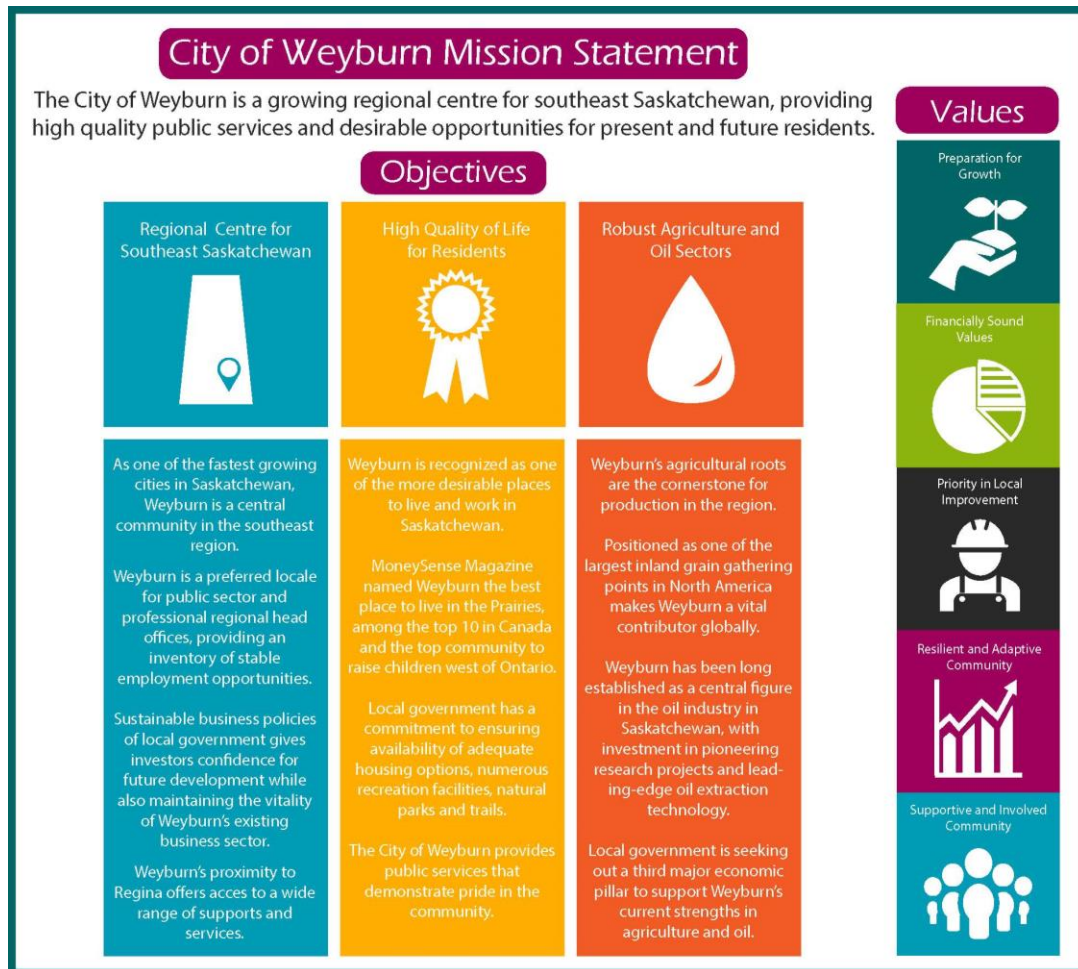 City of Weyburn Mission Statement
The City of Weyburn is a growing regional centre for southeast Saskatchewan, providing
high quality public services and desirable opportunities for present and future residents.
Objectives
Regional Centre for
Southeast Saskatchewan
As one of the fastest growing
cities in Saskatchewan,
Weyburn is a central
community in the southeast
region.
Weyburn is a preferred locale
for public sector and
professional regional head
offices, providing an
inventory of stable
employment opportunities.
Sustainable business policies
of local government gives
investors confidence for
future development while
also maintaining the vitality
of Weyburn's existing
business sector.
Weyburn's proximity to
Regina offers acces to a wide
range of supports and
services.
High Quality of Life
for Residents
Weyburn is recognized as one
of the more desirable places
to live and work in
Saskatchewan.
MoneySense Magazine
named Weyburn the best
place to live in the Prairies,
among the top 10 in Canada
and the top community to
raise children west of Ontario.
Local government has a
commitment to ensuring
availability of adequate
housing options, numerous
recreation facilities, natural
parks and trails.
The City of Weyburn provides
public services that
demonstrate pride in the
community.
Robust Agriculture and
Oil Sectors
Weyburn's agricultural roots
are the cornerstone for
production in the region.
Positioned as one of the
largest inland grain gathering
points in North America
makes Weyburn a vital
contributor globally.
Weyburn has been long
established as a central figure
in the oil industry in
Saskatchewan, with
investment in pioneering
research projects and lead-
ing-edge oil extraction
technology.
Local government is seeking
out a third major economic
pillar to support Weyburn's
current strengths in
agriculture and oil.
Values
Preparation for
Growth
Financially Sound
Values
Priority in Local
Improvement
Resilient and Adaptive
Community
Supportive and Involved
Community